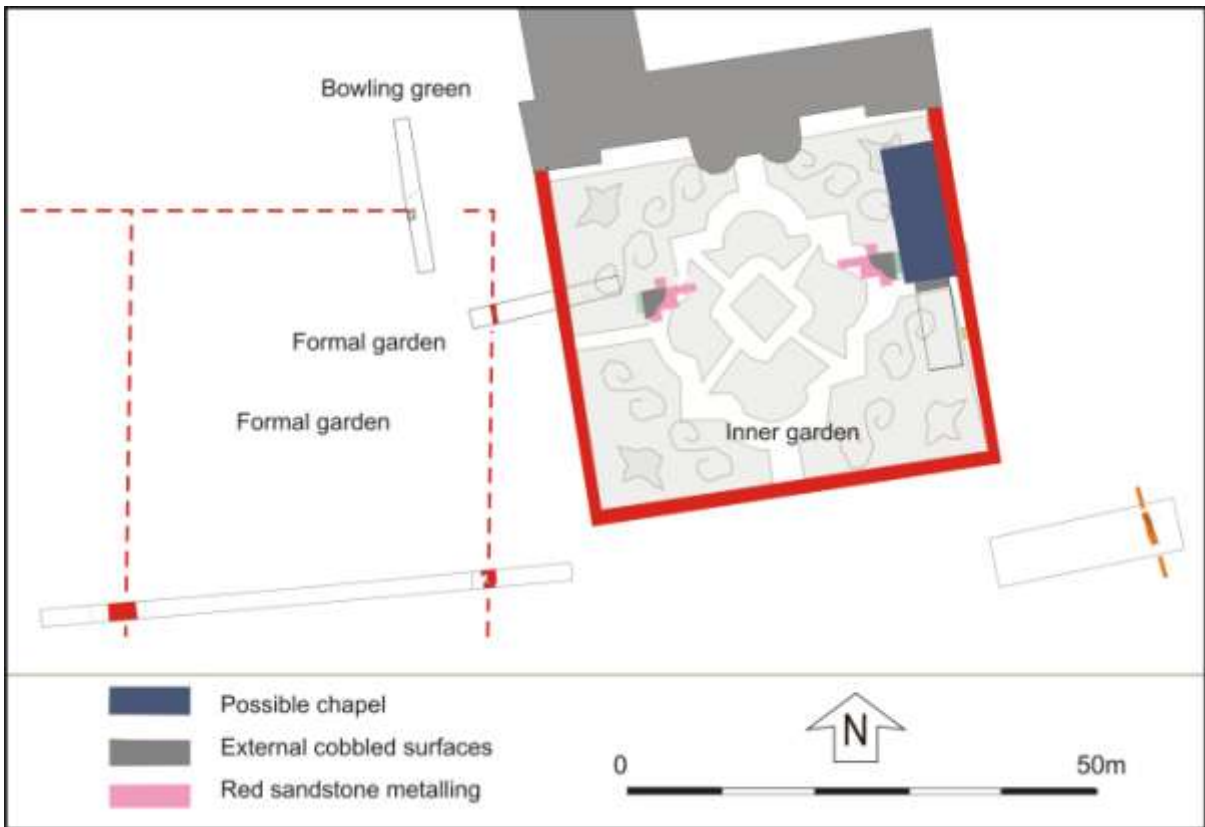 Bowling green
Formal garden
Formal garden
Inner garden
Possible chapel
External cobbled surfaces
Red sandstone metalling
N
0 50m